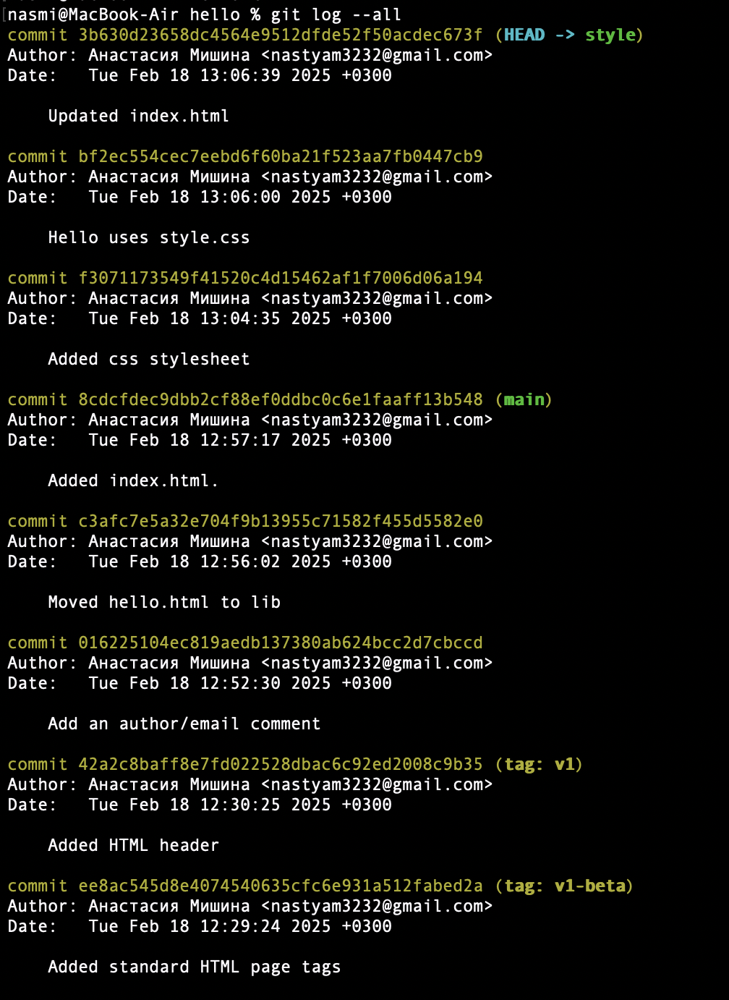 nasmi@MacBook-Air hello % git log --all
commit 3b630d23658dc4564e9512dfde52f50acdec673f (HEAD -> style)
Author: Анастасия Мишина <nastyam3232@gmail.com>
Date:   Tue Feb 18 13:06:39 2025 +0300
Updated index.html
commit bf2ec554cec7eebd6f60ba21f523aa7fb0447cb9
Author: Анастасия Мишина <nastyam3232@gmail.com>
Date:   Tue Feb 18 13:06:00 2025 +0300
Hello uses style.css
commit f3071173549f41520c4d15462af1f7006d06a194
Author: Анастасия Мишина <nastyam3232@gmail.com>
Date:   Tue Feb 18 13:04:35 2025 +0300
Added css stylesheet
commit 8cdcfdec9dbb2cf88ef0ddbc0c6e1faaff13b548 (main)
Author: Анастасия Мишина <nastyam3232@gmail.com>
Date:   Tue Feb 18 12:57:17 2025 +0300
Added index.html.
commit c3afc7e5a32e704f9b13955c71582f455d5582e0
Author: Анастасия Мишина <nastyam3232@gmail.com>
Date:   Tue Feb 18 12:56:02 2025 +0300
Moved hello.html to lib
commit 016225104ec819aedb137380ab624bcc2d7cbccd
Author: Анастасия Мишина <nastyam3232@gmail.com>
Date:   Tue Feb 18 12:52:30 2025 +0300
Add an author/email comment
commit 42a2c8baff8e7fd022528dbac6c92ed2008c9b35 (tag: v1)
Author: Анастасия Мишина <nastyam3232@gmail.com>
Date:   Tue Feb 18 12:30:25 2025 +0300
Added HTML header
commit ee8ac545d8e4074540635cfc6e931a512fabed2a (tag: v1-beta)
Author: Анастасия Мишина <nastyam3232@gmail.com>
Date:   Tue Feb 18 12:29:24 2025 +0300
Added standard HTML page tags